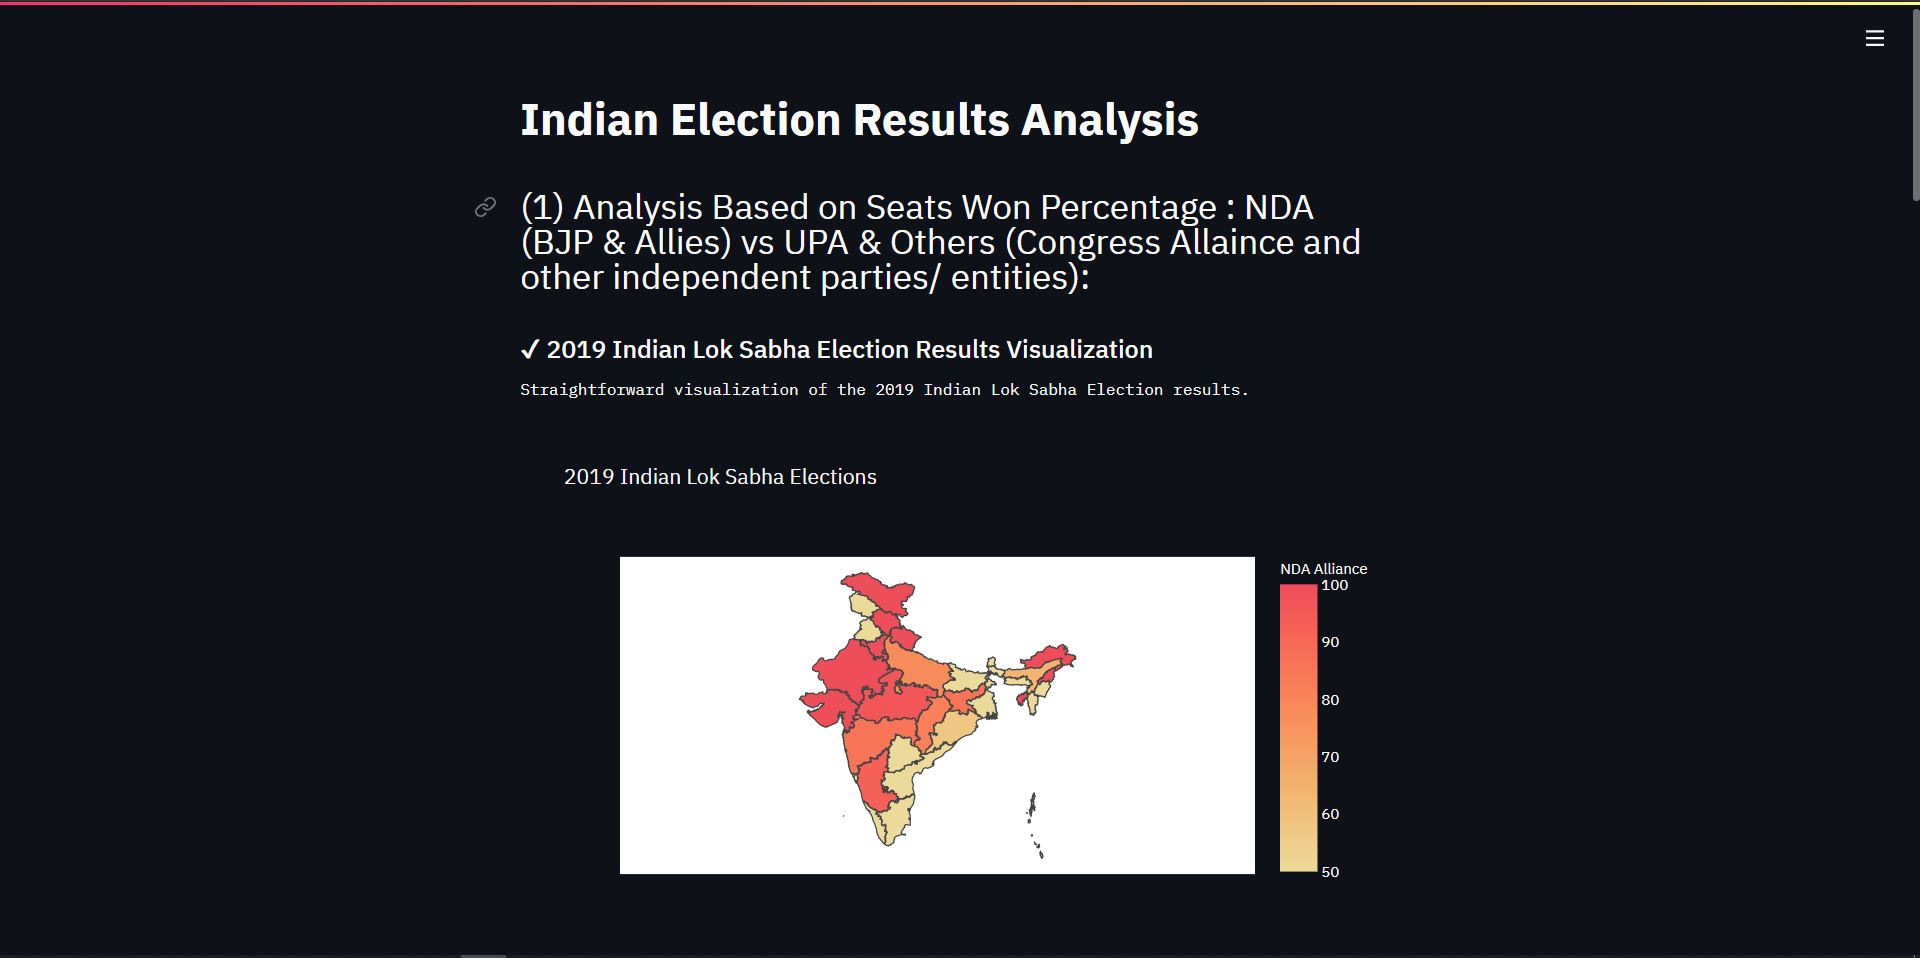 Indian Election Results Analysis
(1) Analysis Based on Seats Won Percentage : NDA
(BJP & Allies) vs UPA & Others (Congress Allaince and
other independent parties/ entities):
✓ 2019 Indian Lok Sabha Election Results Visualization
Straightforward visualization of the 2019 Indian Lok Sabha Election results.
2019 Indian Lok Sabha Elections
NDA Alliance
100
90
80
70
60
50